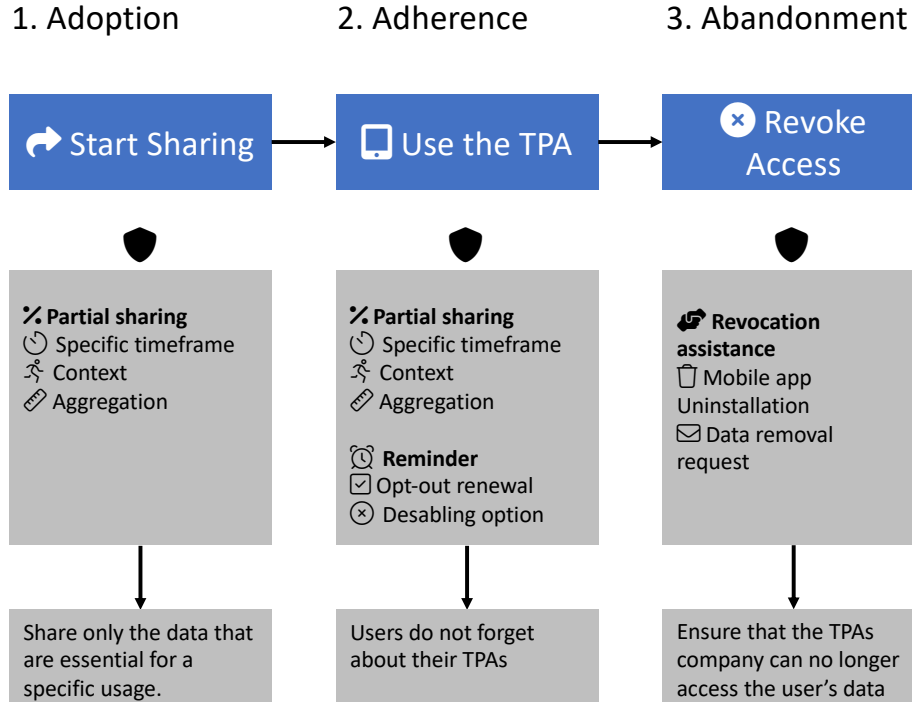 1. Adoption
2. Adherence
3. Abandonment
Start Sharing
Use the TPA
Revoke
Access
Partial sharing
Specific timeframe
Context
Aggregation
Partial sharing
Specific timeframe
Context
Aggregation
Reminder
Opt-out renewal
Desabling option
Revocation
assistance
Mobile app
Uninstallation
Data removal
request
Share only the data that
are essential for a
specific usage.
Users do not forget
about their TPAs
Ensure that the TPAs
company can no longer
access the user's data